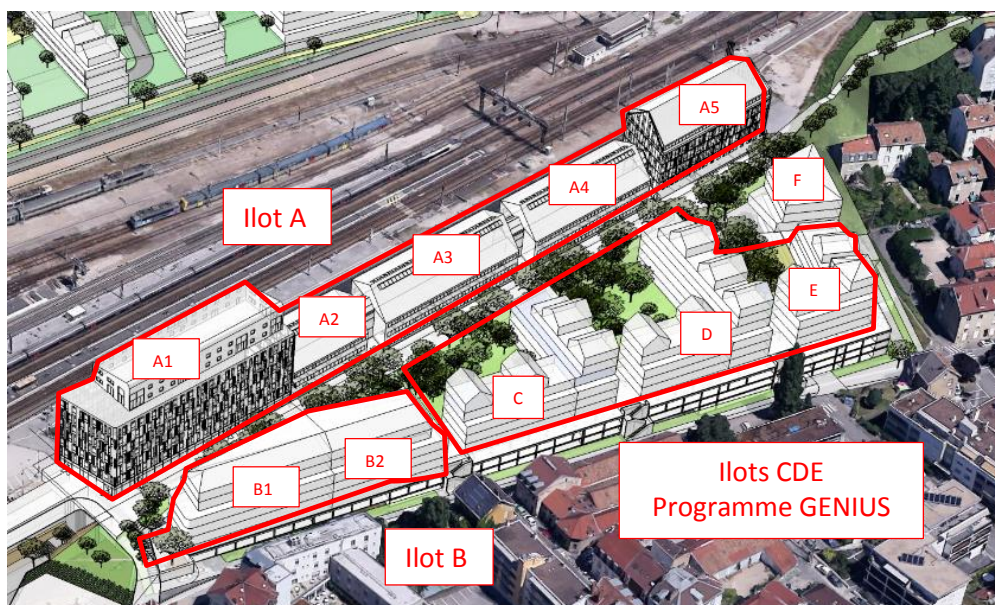 A5
F
A4
Ilot A
A3
E
A2
D
A1
C
B2
B1
Ilots CDE
Programme GENIUS
Ilot B